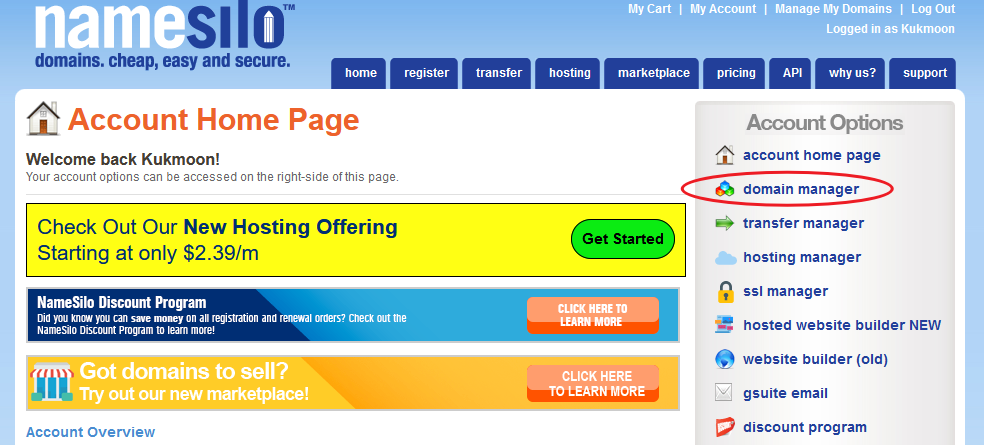 namesilo™
domains. cheap, easy and secure.
My Cart | My Account | Manage My Domains | Log Out
Logged in as Kukmoon
home register transfer hosting marketplace pricing API why us? support
Account Home Page
Welcome back Kukmoon!
Your account options can be accessed on the right-side of this page.
Check Out Our New Hosting Offering
Starting at only $2.39/m
Get Started
NameSilo Discount Program
Did you know you can save money on all registration and renewal orders? Check out the
NameSilo Discount Program to learn more!
CLICK HERE TO
LEARN MORE
Got domains to sell?
Try out our new marketplace!
CLICK HERE
TO LEARN MORE
Account Overview
Account Options
account home page
domain manager
transfer manager
hosting manager
ssl manager
hosted website builder NEW
website builder (old)
gsuite email
discount program